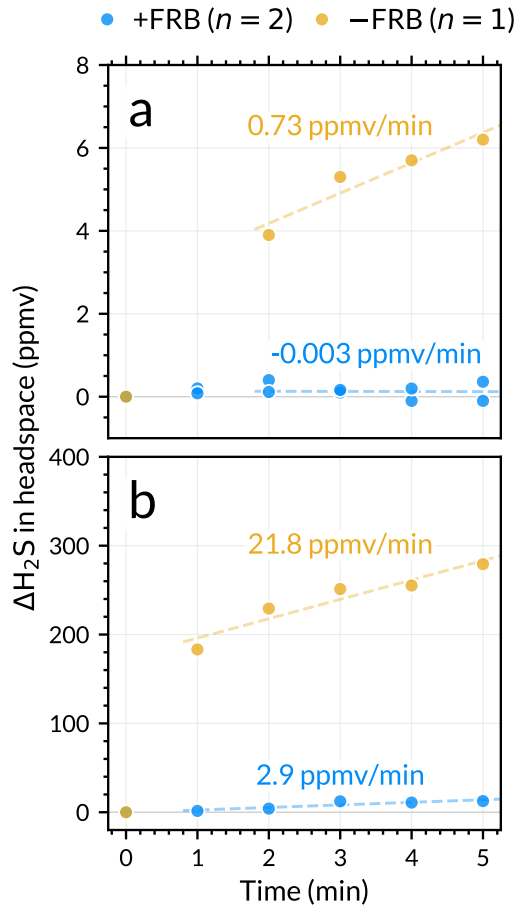 +FRB (n = 2) −FRB (n = 1)
8
a
0.73 ppmv/min
6
4
2
-0.003 ppmv/min
0
400
b
300
21.8 ppmv/min
200
100
2.9 ppmv/min
0
0 1 2 3 4 5
Time (min)
ΔH₂S in headspace (ppmv)